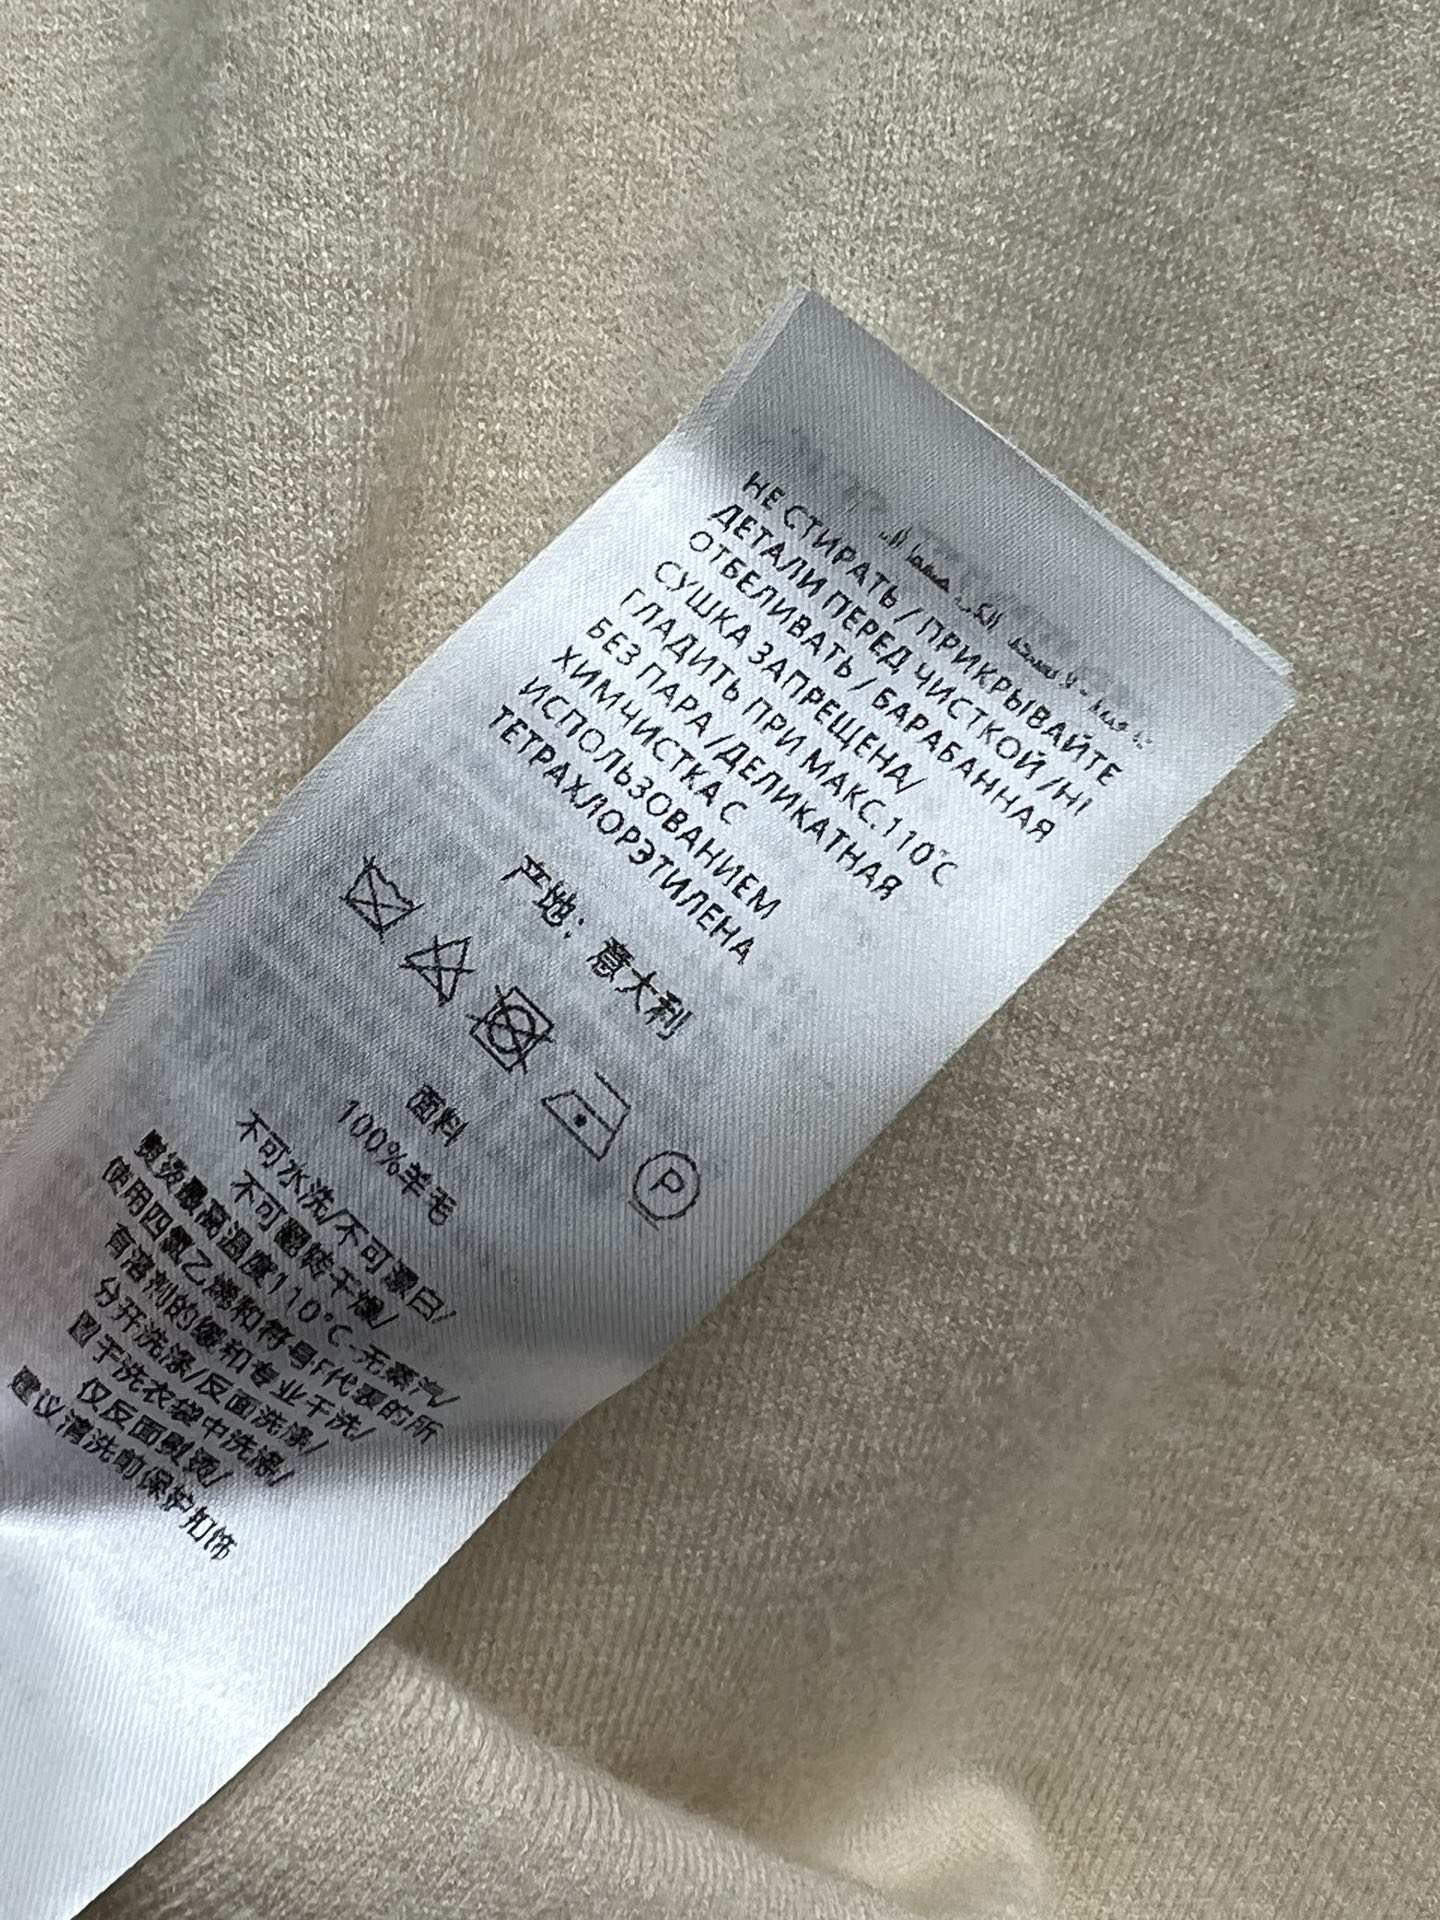 НЕ СТИРАТЬ / ПРИКРЫВАЙТЕ
ДЕТАЛИ ПЕРЕД ЧИСТКОЙ /НІ
ОТБЕЛИВАТЬ / БАРАБАННАЯ
СУШКА ЗАПРЕЩЕНА/
ГЛАДИТЬ ПРИ МАКС.110°C
БЕЗ ПАРА /ДЕЛИКАТНАЯ
ХИМЧИСТКА С
ИСПОЛЬЗОВАНИЕМ
ТЕТРАХЛОРЭТИЛЕНА
产地：意大利
P
面料
100%羊毛
不可水洗/不可漂白/
不可翻转干燥/
熨烫最高温度110°C-无蒸汽/
使用四氯乙烯和符号F代表的所
有溶剂的缓和专业干洗/
分开洗涤/反面洗涤/
置于洗衣袋中洗涤/
仅反面熨烫/
建议清洗前保护扣饰